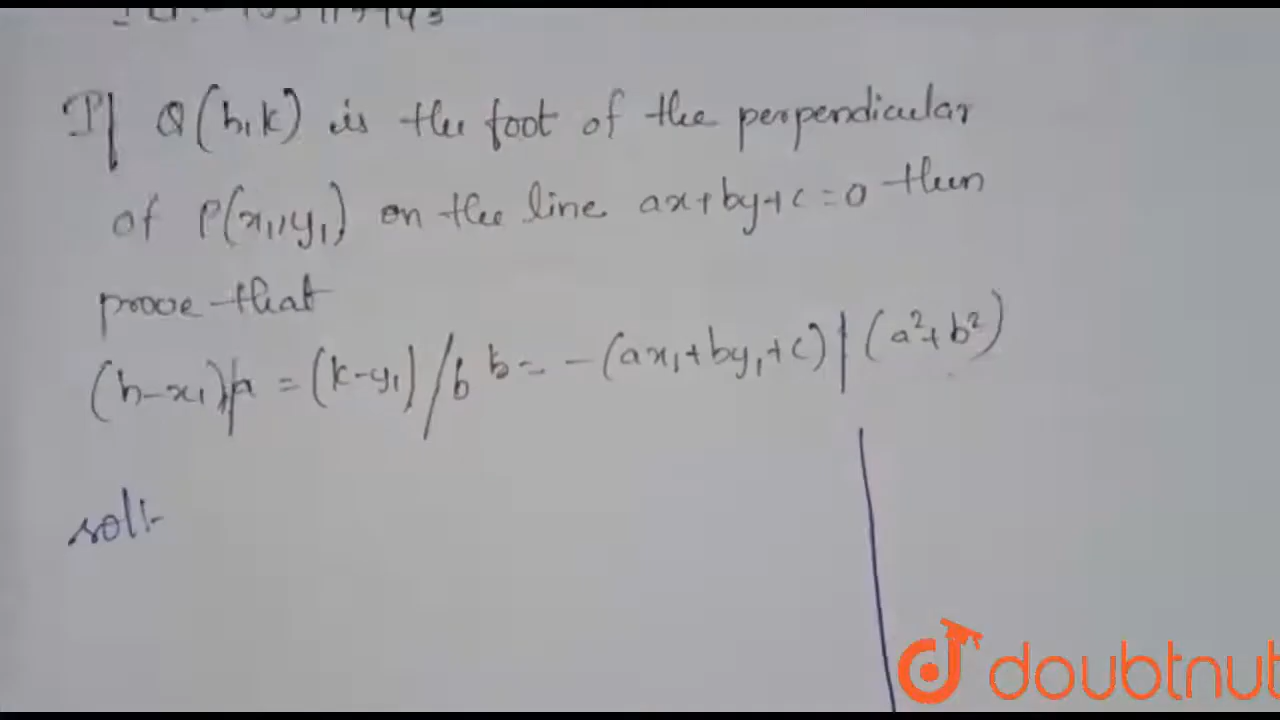 If Q(h,k) is the foot of the perpendicular
of P(x₁,y₁) on the line ax+by+c=0 then
prove that
(h-x₁)/a = (k-y₁)/b b = -(ax₁+by₁+c) | (a²+b²)
sol:-
doubtnut